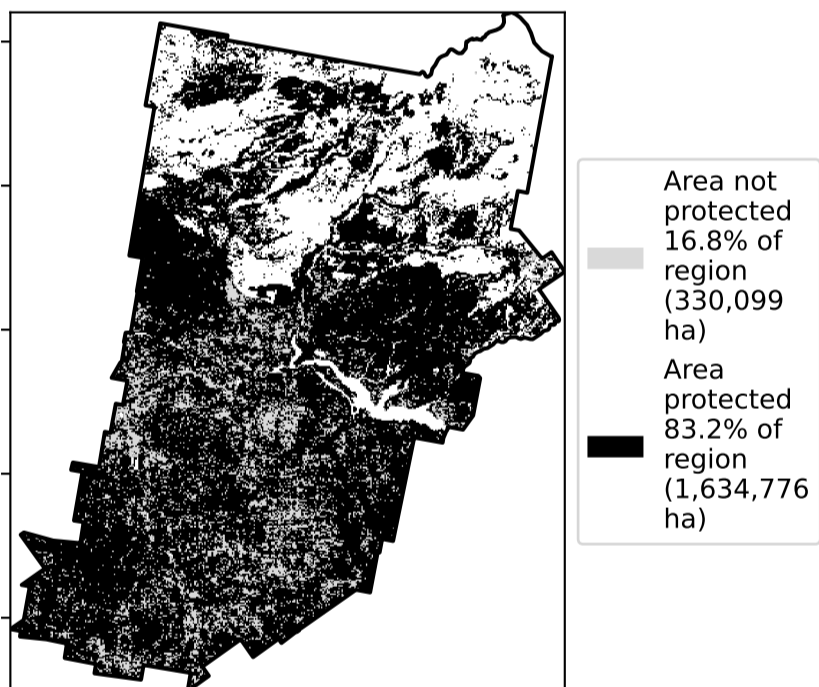 Area not
protected
16.8% of
region
(330,099
ha)
Area
protected
83.2% of
region
(1,634,776
ha)